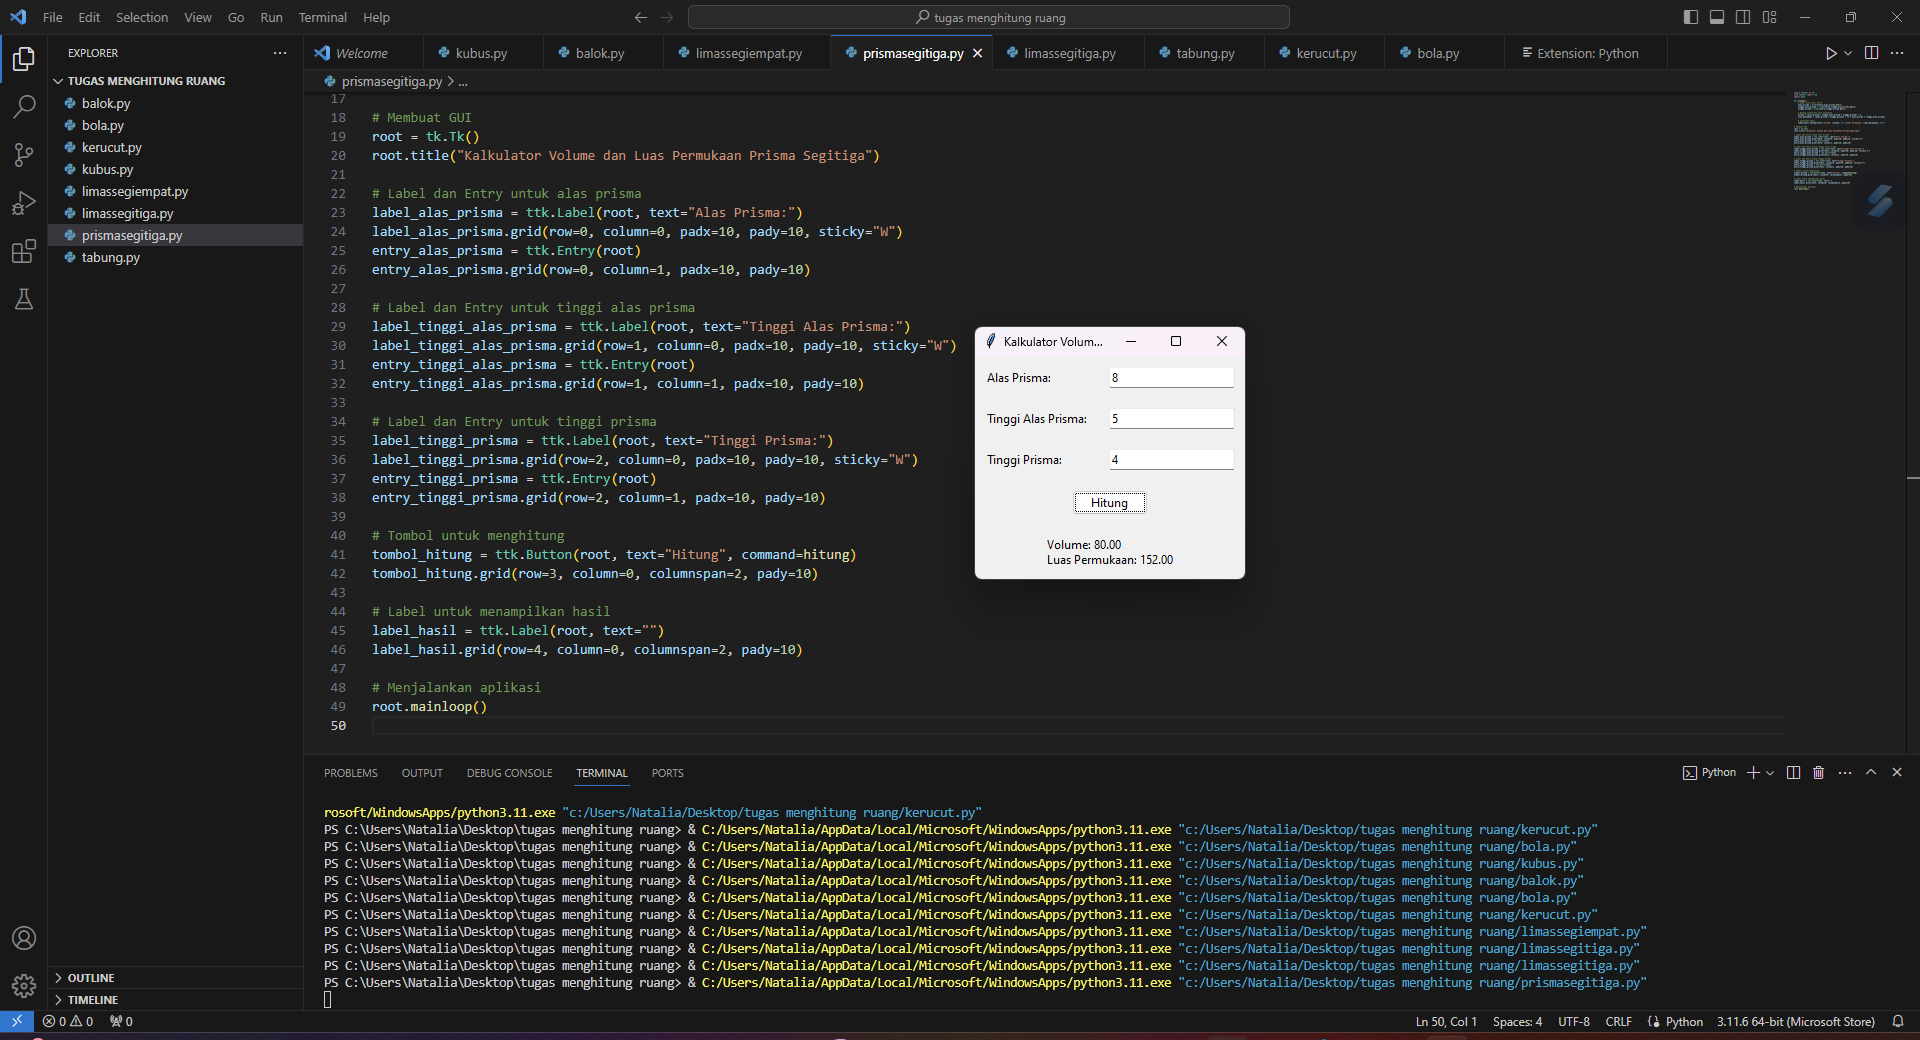 File Edit Selection View Go Run Terminal Help
tugas menghitung ruang
EXPLORER
Welcome kubus.py balok.py limassegiempat.py prismasegitiga.py limassegitiga.py tabung.py kerucut.py bola.py Extension: Python
TUGAS MENGHITUNG RUANG
balok.py
bola.py
kerucut.py
kubus.py
limassegiempat.py
limassegitiga.py
prismasegitiga.py
tabung.py
OUTLINE
TIMELINE
prismasegitiga.py > ...
17
18 # Membuat GUI
19 root = tk.Tk()
20 root.title("Kalkulator Volume dan Luas Permukaan Prisma Segitiga")
21
22 # Label dan Entry untuk alas prisma
23 label_alas_prisma = ttk.Label(root, text="Alas Prisma:")
24 label_alas_prisma.grid(row=0, column=0, padx=10, pady=10, sticky="W")
25 entry_alas_prisma = ttk.Entry(root)
26 entry_alas_prisma.grid(row=0, column=1, padx=10, pady=10)
27
28 # Label dan Entry untuk tinggi alas prisma
29 label_tinggi_alas_prisma = ttk.Label(root, text="Tinggi Alas Prisma:")
30 label_tinggi_alas_prisma.grid(row=1, column=0, padx=10, pady=10, sticky="W")
31 entry_tinggi_alas_prisma = ttk.Entry(root)
32 entry_tinggi_alas_prisma.grid(row=1, column=1, padx=10, pady=10)
33
34 # Label dan Entry untuk tinggi prisma
35 label_tinggi_prisma = ttk.Label(root, text="Tinggi Prisma:")
36 label_tinggi_prisma.grid(row=2, column=0, padx=10, pady=10, sticky="W")
37 entry_tinggi_prisma = ttk.Entry(root)
38 entry_tinggi_prisma.grid(row=2, column=1, padx=10, pady=10)
39
40 # Tombol untuk menghitung
41 tombol_hitung = ttk.Button(root, text="Hitung", command=hitung)
42 tombol_hitung.grid(row=3, column=0, columnspan=2, pady=10)
43
44 # Label untuk menampilkan hasil
45 label_hasil = ttk.Label(root, text="")
46 label_hasil.grid(row=4, column=0, columnspan=2, pady=10)
47
48 # Menjalankan aplikasi
49 root.mainloop()
50
Kalkulator Volum...
Alas Prisma: 8
Tinggi Alas Prisma: 5
Tinggi Prisma: 4
Hitung
Volume: 80.00
Luas Permukaan: 152.00
PROBLEMS OUTPUT DEBUG CONSOLE TERMINAL PORTS
Python
rosoft/WindowsApps/python3.11.exe "c:/Users/Natalia/Desktop/tugas menghitung ruang/kerucut.py"
PS C:\Users\Natalia\Desktop\tugas menghitung ruang> & C:/Users/Natalia/AppData/Local/Microsoft/WindowsApps/python3.11.exe "c:/Users/Natalia/Desktop/tugas menghitung ruang/kerucut.py"
PS C:\Users\Natalia\Desktop\tugas menghitung ruang> & C:/Users/Natalia/AppData/Local/Microsoft/WindowsApps/python3.11.exe "c:/Users/Natalia/Desktop/tugas menghitung ruang/bola.py"
PS C:\Users\Natalia\Desktop\tugas menghitung ruang> & C:/Users/Natalia/AppData/Local/Microsoft/WindowsApps/python3.11.exe "c:/Users/Natalia/Desktop/tugas menghitung ruang/kubus.py"
PS C:\Users\Natalia\Desktop\tugas menghitung ruang> & C:/Users/Natalia/AppData/Local/Microsoft/WindowsApps/python3.11.exe "c:/Users/Natalia/Desktop/tugas menghitung ruang/balok.py"
PS C:\Users\Natalia\Desktop\tugas menghitung ruang> & C:/Users/Natalia/AppData/Local/Microsoft/WindowsApps/python3.11.exe "c:/Users/Natalia/Desktop/tugas menghitung ruang/bola.py"
PS C:\Users\Natalia\Desktop\tugas menghitung ruang> & C:/Users/Natalia/AppData/Local/Microsoft/WindowsApps/python3.11.exe "c:/Users/Natalia/Desktop/tugas menghitung ruang/kerucut.py"
PS C:\Users\Natalia\Desktop\tugas menghitung ruang> & C:/Users/Natalia/AppData/Local/Microsoft/WindowsApps/python3.11.exe "c:/Users/Natalia/Desktop/tugas menghitung ruang/limassegiempat.py"
PS C:\Users\Natalia\Desktop\tugas menghitung ruang> & C:/Users/Natalia/AppData/Local/Microsoft/WindowsApps/python3.11.exe "c:/Users/Natalia/Desktop/tugas menghitung ruang/limassegitiga.py"
PS C:\Users\Natalia\Desktop\tugas menghitung ruang> & C:/Users/Natalia/AppData/Local/Microsoft/WindowsApps/python3.11.exe "c:/Users/Natalia/Desktop/tugas menghitung ruang/limassegitiga.py"
PS C:\Users\Natalia\Desktop\tugas menghitung ruang> & C:/Users/Natalia/AppData/Local/Microsoft/WindowsApps/python3.11.exe "c:/Users/Natalia/Desktop/tugas menghitung ruang/prismasegitiga.py"
0 0 0
Ln 50, Col 1 Spaces: 4 UTF-8 CRLF Python 3.11.6 64-bit (Microsoft Store)